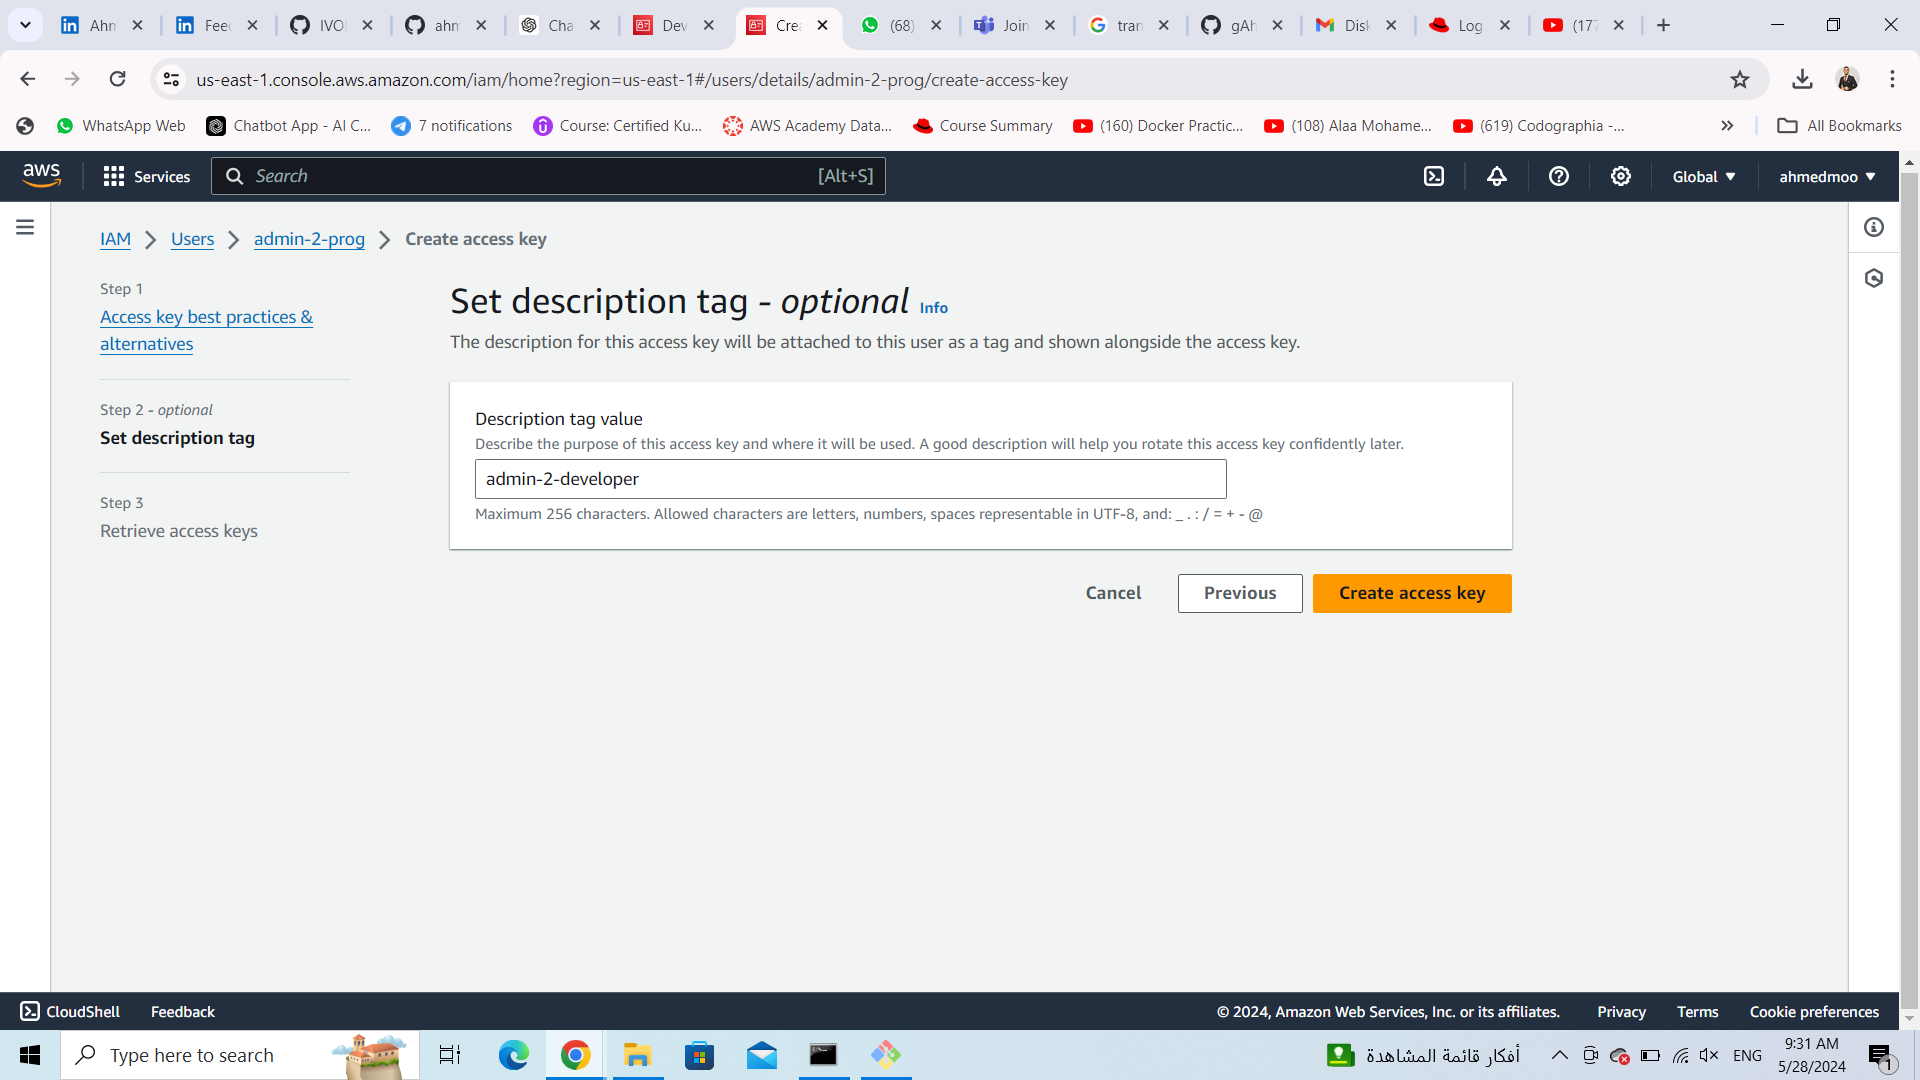 Ahm
Feed
IVOI
ahm
Cha
Dev
Crea
(68)
Join
tran
gAh
Disk
Log
(177
us-east-1.console.aws.amazon.com/iam/home?region=us-east-1#/users/details/admin-2-prog/create-access-key
WhatsApp Web
Chatbot App - AI C...
7 notifications
Course: Certified Ku...
AWS Academy Data...
Course Summary
(160) Docker Practic...
(108) Alaa Mohame...
(619) Codographia -...
All Bookmarks
aws
Services
Search
[Alt+S]
Global
ahmedmoo
IAM
Users
admin-2-prog
Create access key
Step 1
Access key best practices &
alternatives
Step 2 - optional
Set description tag
Step 3
Retrieve access keys
Set description tag - optional Info
The description for this access key will be attached to this user as a tag and shown alongside the access key.
Description tag value
Describe the purpose of this access key and where it will be used. A good description will help you rotate this access key confidently later.
admin-2-developer
Maximum 256 characters. Allowed characters are letters, numbers, spaces representable in UTF-8, and: _ . : / = + - @
Cancel
Previous
Create access key
CloudShell
Feedback
© 2024, Amazon Web Services, Inc. or its affiliates.
Privacy
Terms
Cookie preferences
Type here to search
أفكار قائمة المشاهدة
ENG
9:31 AM
5/28/2024
1